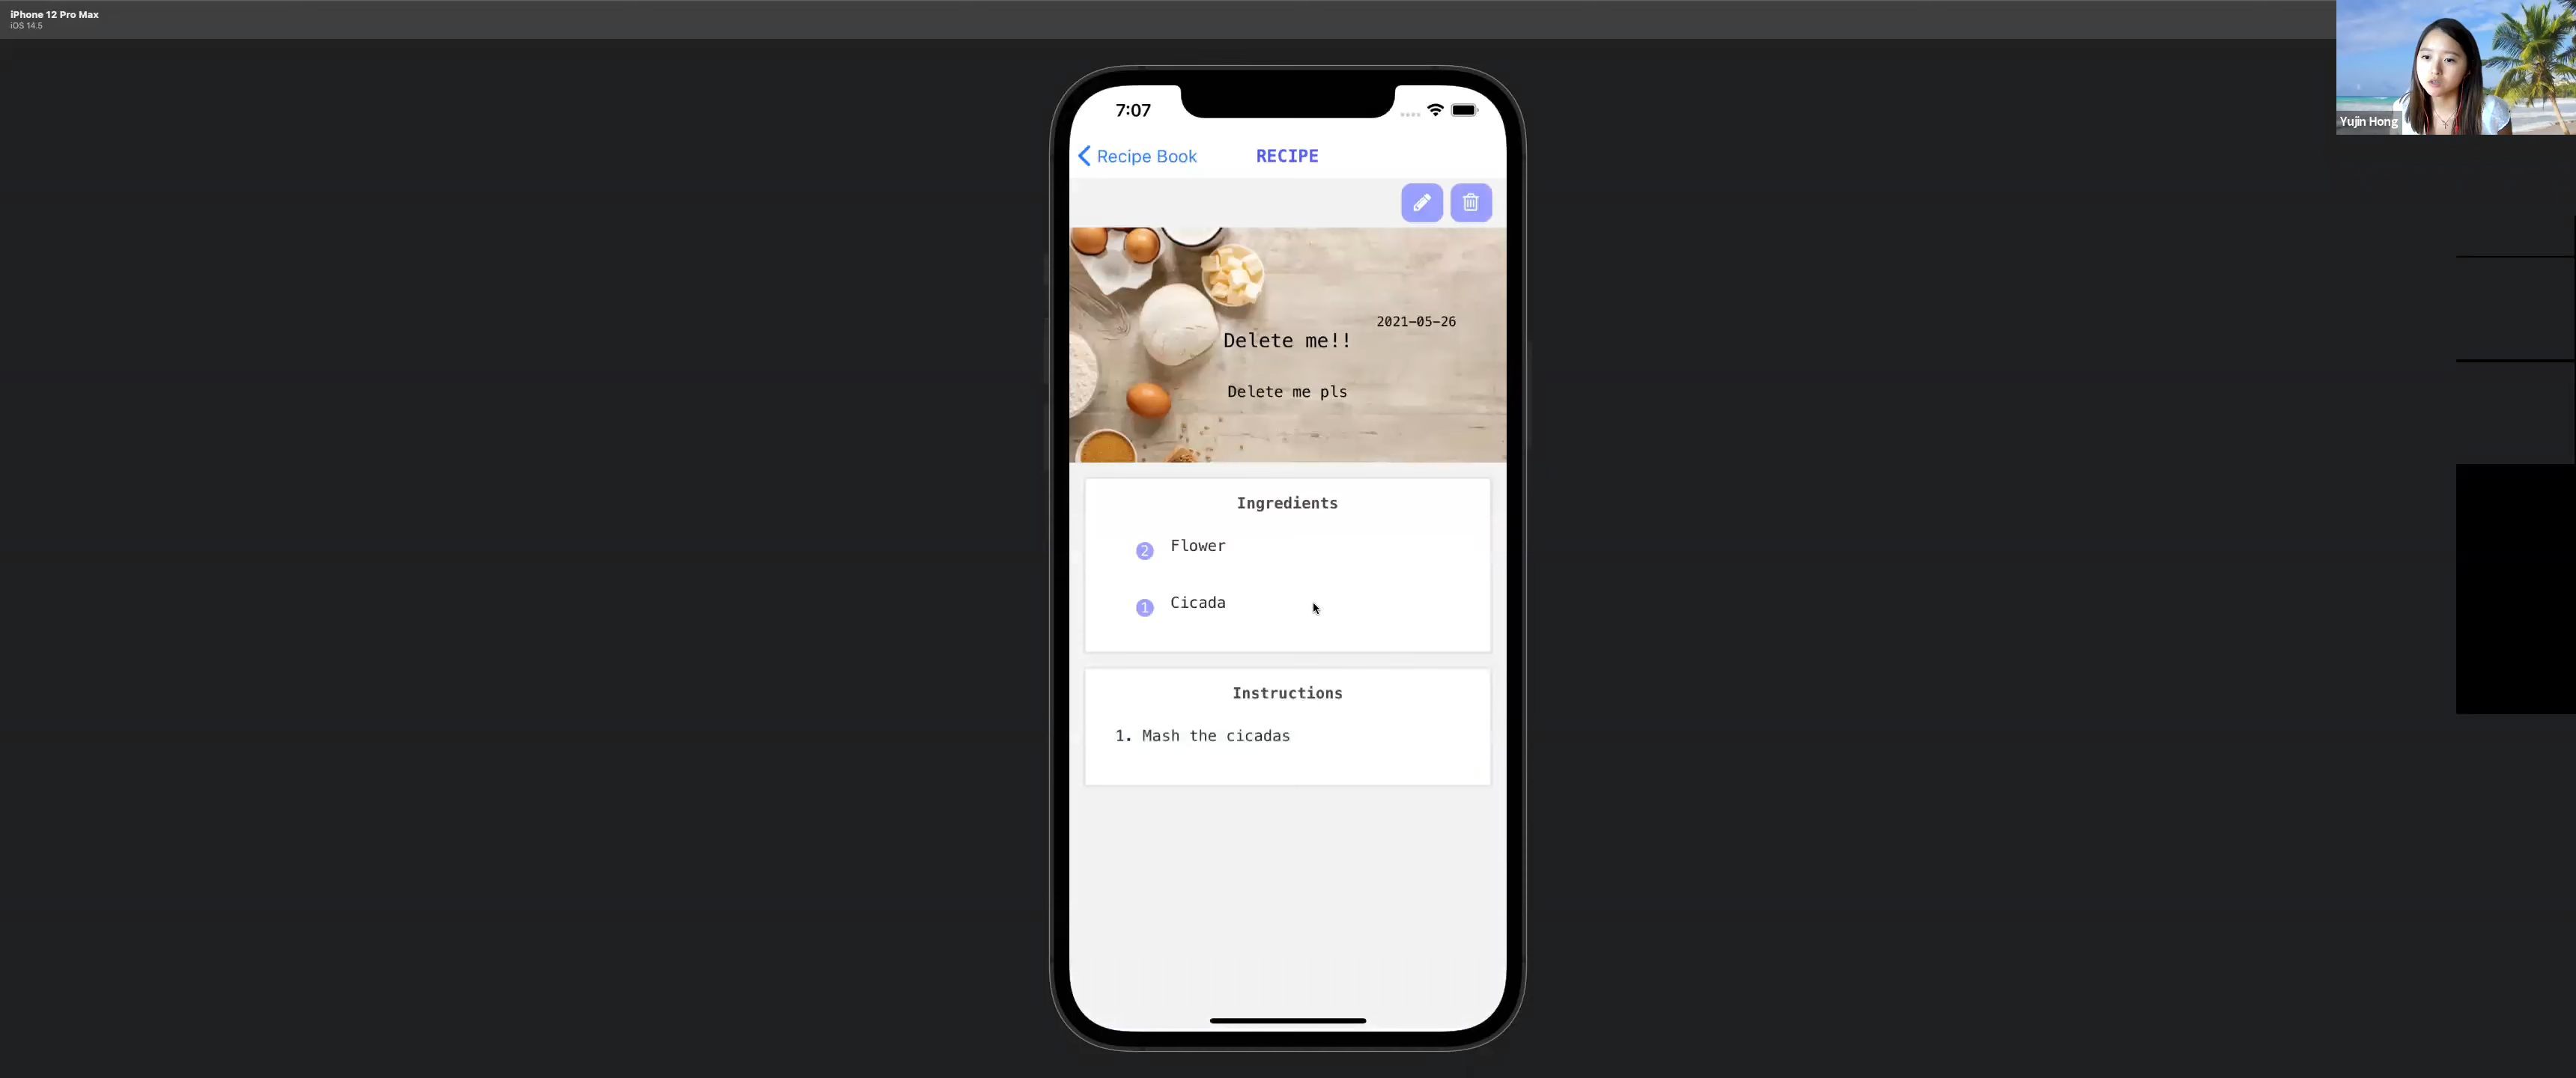 iPhone 12 Pro Max
iOS 14.5
Yujin Hong
7:07
Recipe Book
RECIPE
2021-05-26
Delete me!!
Delete me pls
Ingredients
2 Flower
1 Cicada
Instructions
1. Mash the cicadas